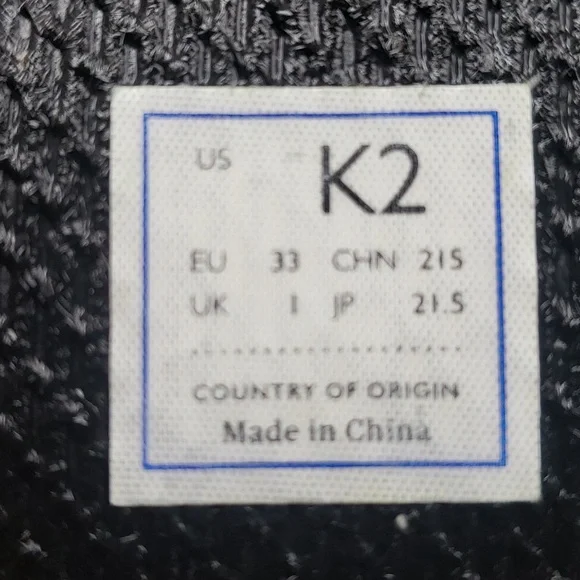 US K2
EU 33 CHN 215
UK 1 JP 21.5
COUNTRY OF ORIGIN
Made in China